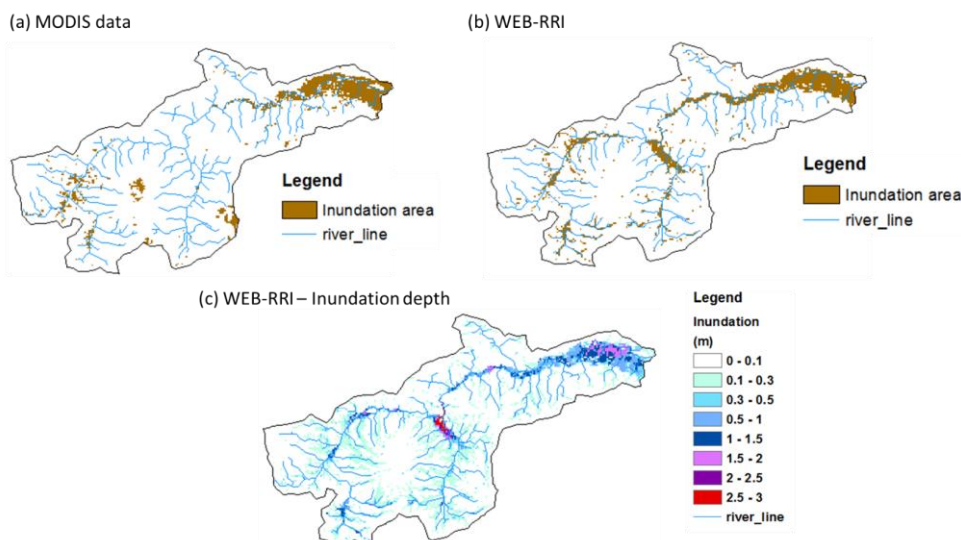 (a) MODIS data
(b) WEB-RRI
Legend
Inundation area
river_line
Legend
Inundation area
river_line
(c) WEB-RRI – Inundation depth
Legend
Inundation
(m)
0 - 0.1
0.1 - 0.3
0.3 - 0.5
0.5 - 1
1 - 1.5
1.5 - 2
2 - 2.5
2.5 - 3
river_line